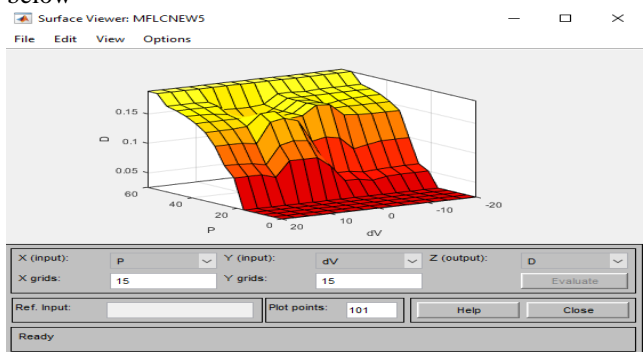 below
Surface Viewer: MFLCNEW5
File Edit View Options
0.15
0.1
0.05
D
60
40
20
0
P
20
10
0
-10
-20
dV
X (input): P Y (input): dV Z (output): D
X grids: 15 Y grids: 15 Evaluate
Ref. Input: Plot points: 101 Help Close
Ready